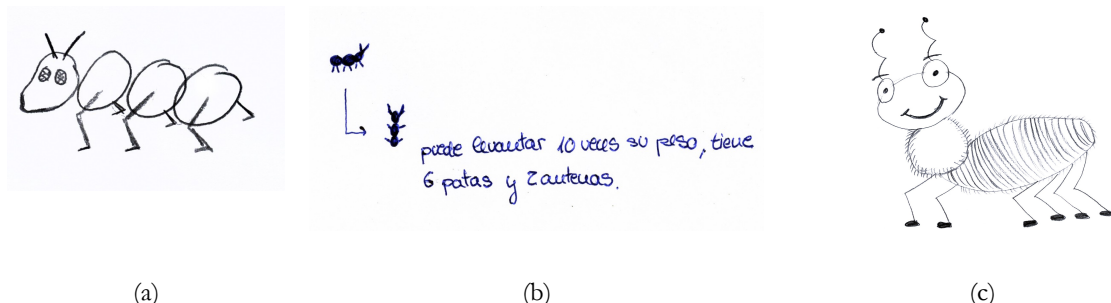 puede levantar 10 veces su peso, tiene
6 patas y 2 antenas.
(a)
(b)
(c)